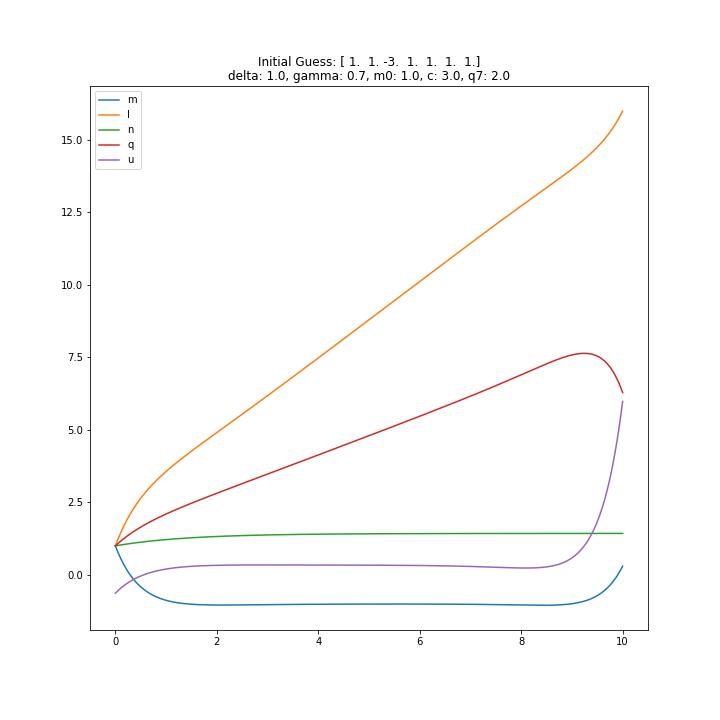 Initial Guess: [ 1.  1. -3.  1.  1.  1.  1.]
delta: 1.0, gamma: 0.7, m0: 1.0, c: 3.0, q7: 2.0
m
l
n
q
u
15.0
12.5
10.0
7.5
5.0
2.5
0.0
0 2 4 6 8 10